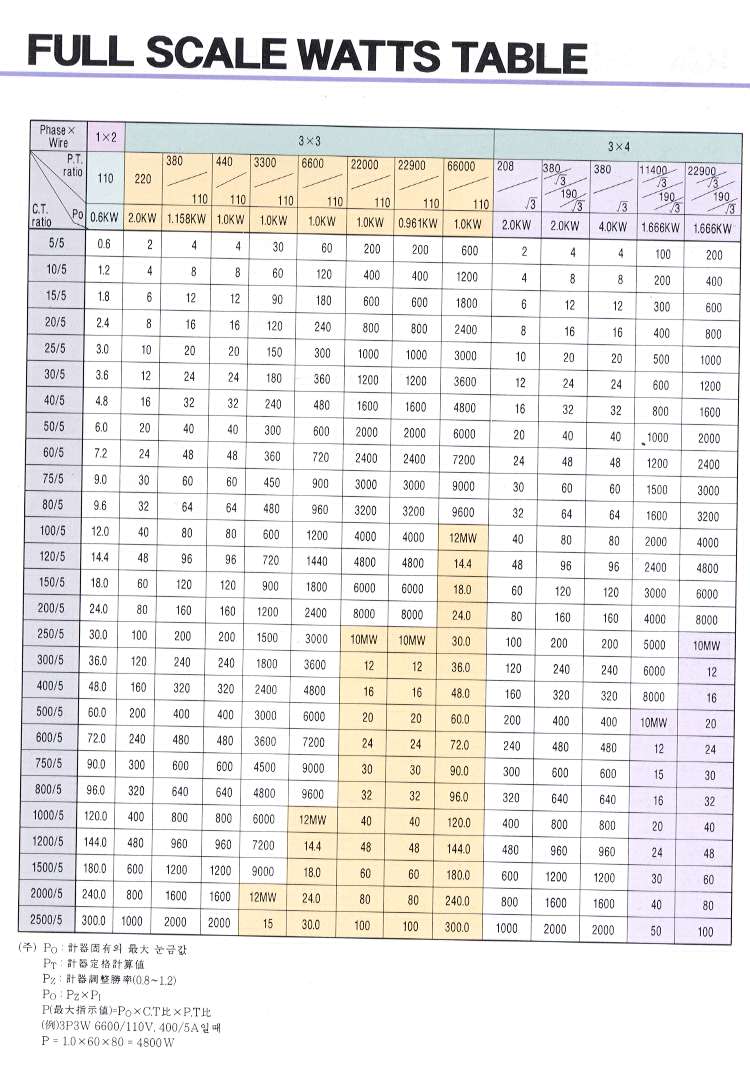 FULL SCALE WATTS TABLE
Phase× Wire 1×2 3×3 3×4
P.T. ratio 110 220 380/110 440/110 3300/110 6600/110 22000/110 22900/110 66000/110 208/√3 380/√3 190/√3 380/√3 11400/√3 190/√3 22900/√3 190/√3
C.T. ratio Po 0.6KW 2.0KW 1.158KW 1.0KW 1.0KW 1.0KW 1.0KW 0.961KW 1.0KW 2.0KW 2.0KW 4.0KW 1.666KW 1.666KW
5/5 0.6 2 4 4 30 60 200 200 600 2 4 4 100 200
10/5 1.2 4 8 8 60 120 400 400 1200 4 8 8 200 400
15/5 1.8 6 12 12 90 180 600 600 1800 6 12 12 300 600
20/5 2.4 8 16 16 120 240 800 800 2400 8 16 16 400 800
25/5 3.0 10 20 20 150 300 1000 1000 3000 10 20 20 500 1000
30/5 3.6 12 24 24 180 360 1200 1200 3600 12 24 24 600 1200
40/5 4.8 16 32 32 240 480 1600 1600 4800 16 32 32 800 1600
50/5 6.0 20 40 40 300 600 2000 2000 6000 20 40 40 1000 2000
60/5 7.2 24 48 48 360 720 2400 2400 7200 24 48 48 1200 2400
75/5 9.0 30 60 60 450 900 3000 3000 9000 30 60 60 1500 3000
80/5 9.6 32 64 64 480 960 3200 3200 9600 32 64 64 1600 3200
100/5 12.0 40 80 80 600 1200 4000 4000 12MW 40 80 80 2000 4000
120/5 14.4 48 96 96 720 1440 4800 4800 14.4 48 96 96 2400 4800
150/5 18.0 60 120 120 900 1800 6000 6000 18.0 60 120 120 3000 6000
200/5 24.0 80 160 160 1200 2400 8000 8000 24.0 80 160 160 4000 8000
250/5 30.0 100 200 200 1500 3000 10MW 10MW 30.0 100 200 200 5000 10MW
300/5 36.0 120 240 240 1800 3600 12 12 36.0 120 240 240 6000 12
400/5 48.0 160 320 320 2400 4800 16 16 48.0 160 320 320 8000 16
500/5 60.0 200 400 400 3000 6000 20 20 60.0 200 400 400 10MW 20
600/5 72.0 240 480 480 3600 7200 24 24 72.0 240 480 480 12 24
750/5 90.0 300 600 600 4500 9000 30 30 90.0 300 600 600 15 30
800/5 96.0 320 640 640 4800 9600 32 32 96.0 320 640 640 16 32
1000/5 120.0 400 800 800 6000 12MW 40 40 120.0 400 800 800 20 40
1200/5 144.0 480 960 960 7200 14.4 48 48 144.0 480 960 960 24 48
1500/5 180.0 600 1200 1200 9000 18.0 60 60 180.0 600 1200 1200 30 60
2000/5 240.0 800 1600 1600 12MW 24.0 80 80 240.0 800 1600 1600 40 80
2500/5 300.0 1000 2000 2000 15 30.0 100 100 300.0 1000 2000 2000 50 100
(주) PO : 計器固有의 最大 눈금값
PT : 計器定格計算値
PZ : 計器調整勝率(0.8~1.2)
PO : PZ×PI
P(最大指示値)=PO×C.T比×P.T比
(例)3P3W 6600/110V, 400/5A일때
P = 1.0×60×80 = 4800W